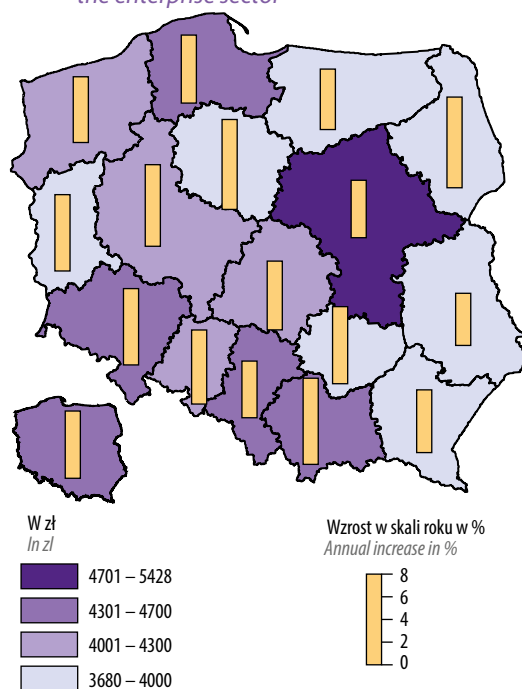 the enterprise sector
W zł
In zl
4701 – 5428
4301 – 4700
4001 – 4300
3680 – 4000
Wzrost w skali roku w %
Annual increase in %
8
6
4
2
0